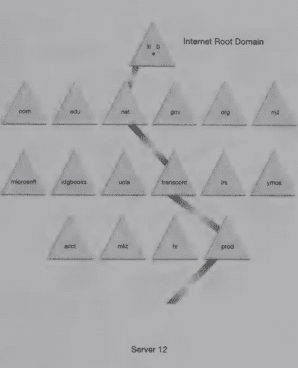 Internet Root Domain
com edu net gov org mil
microsoft idgbooks ucla transcent irs ymca
acct mkt hr prod
Server 12